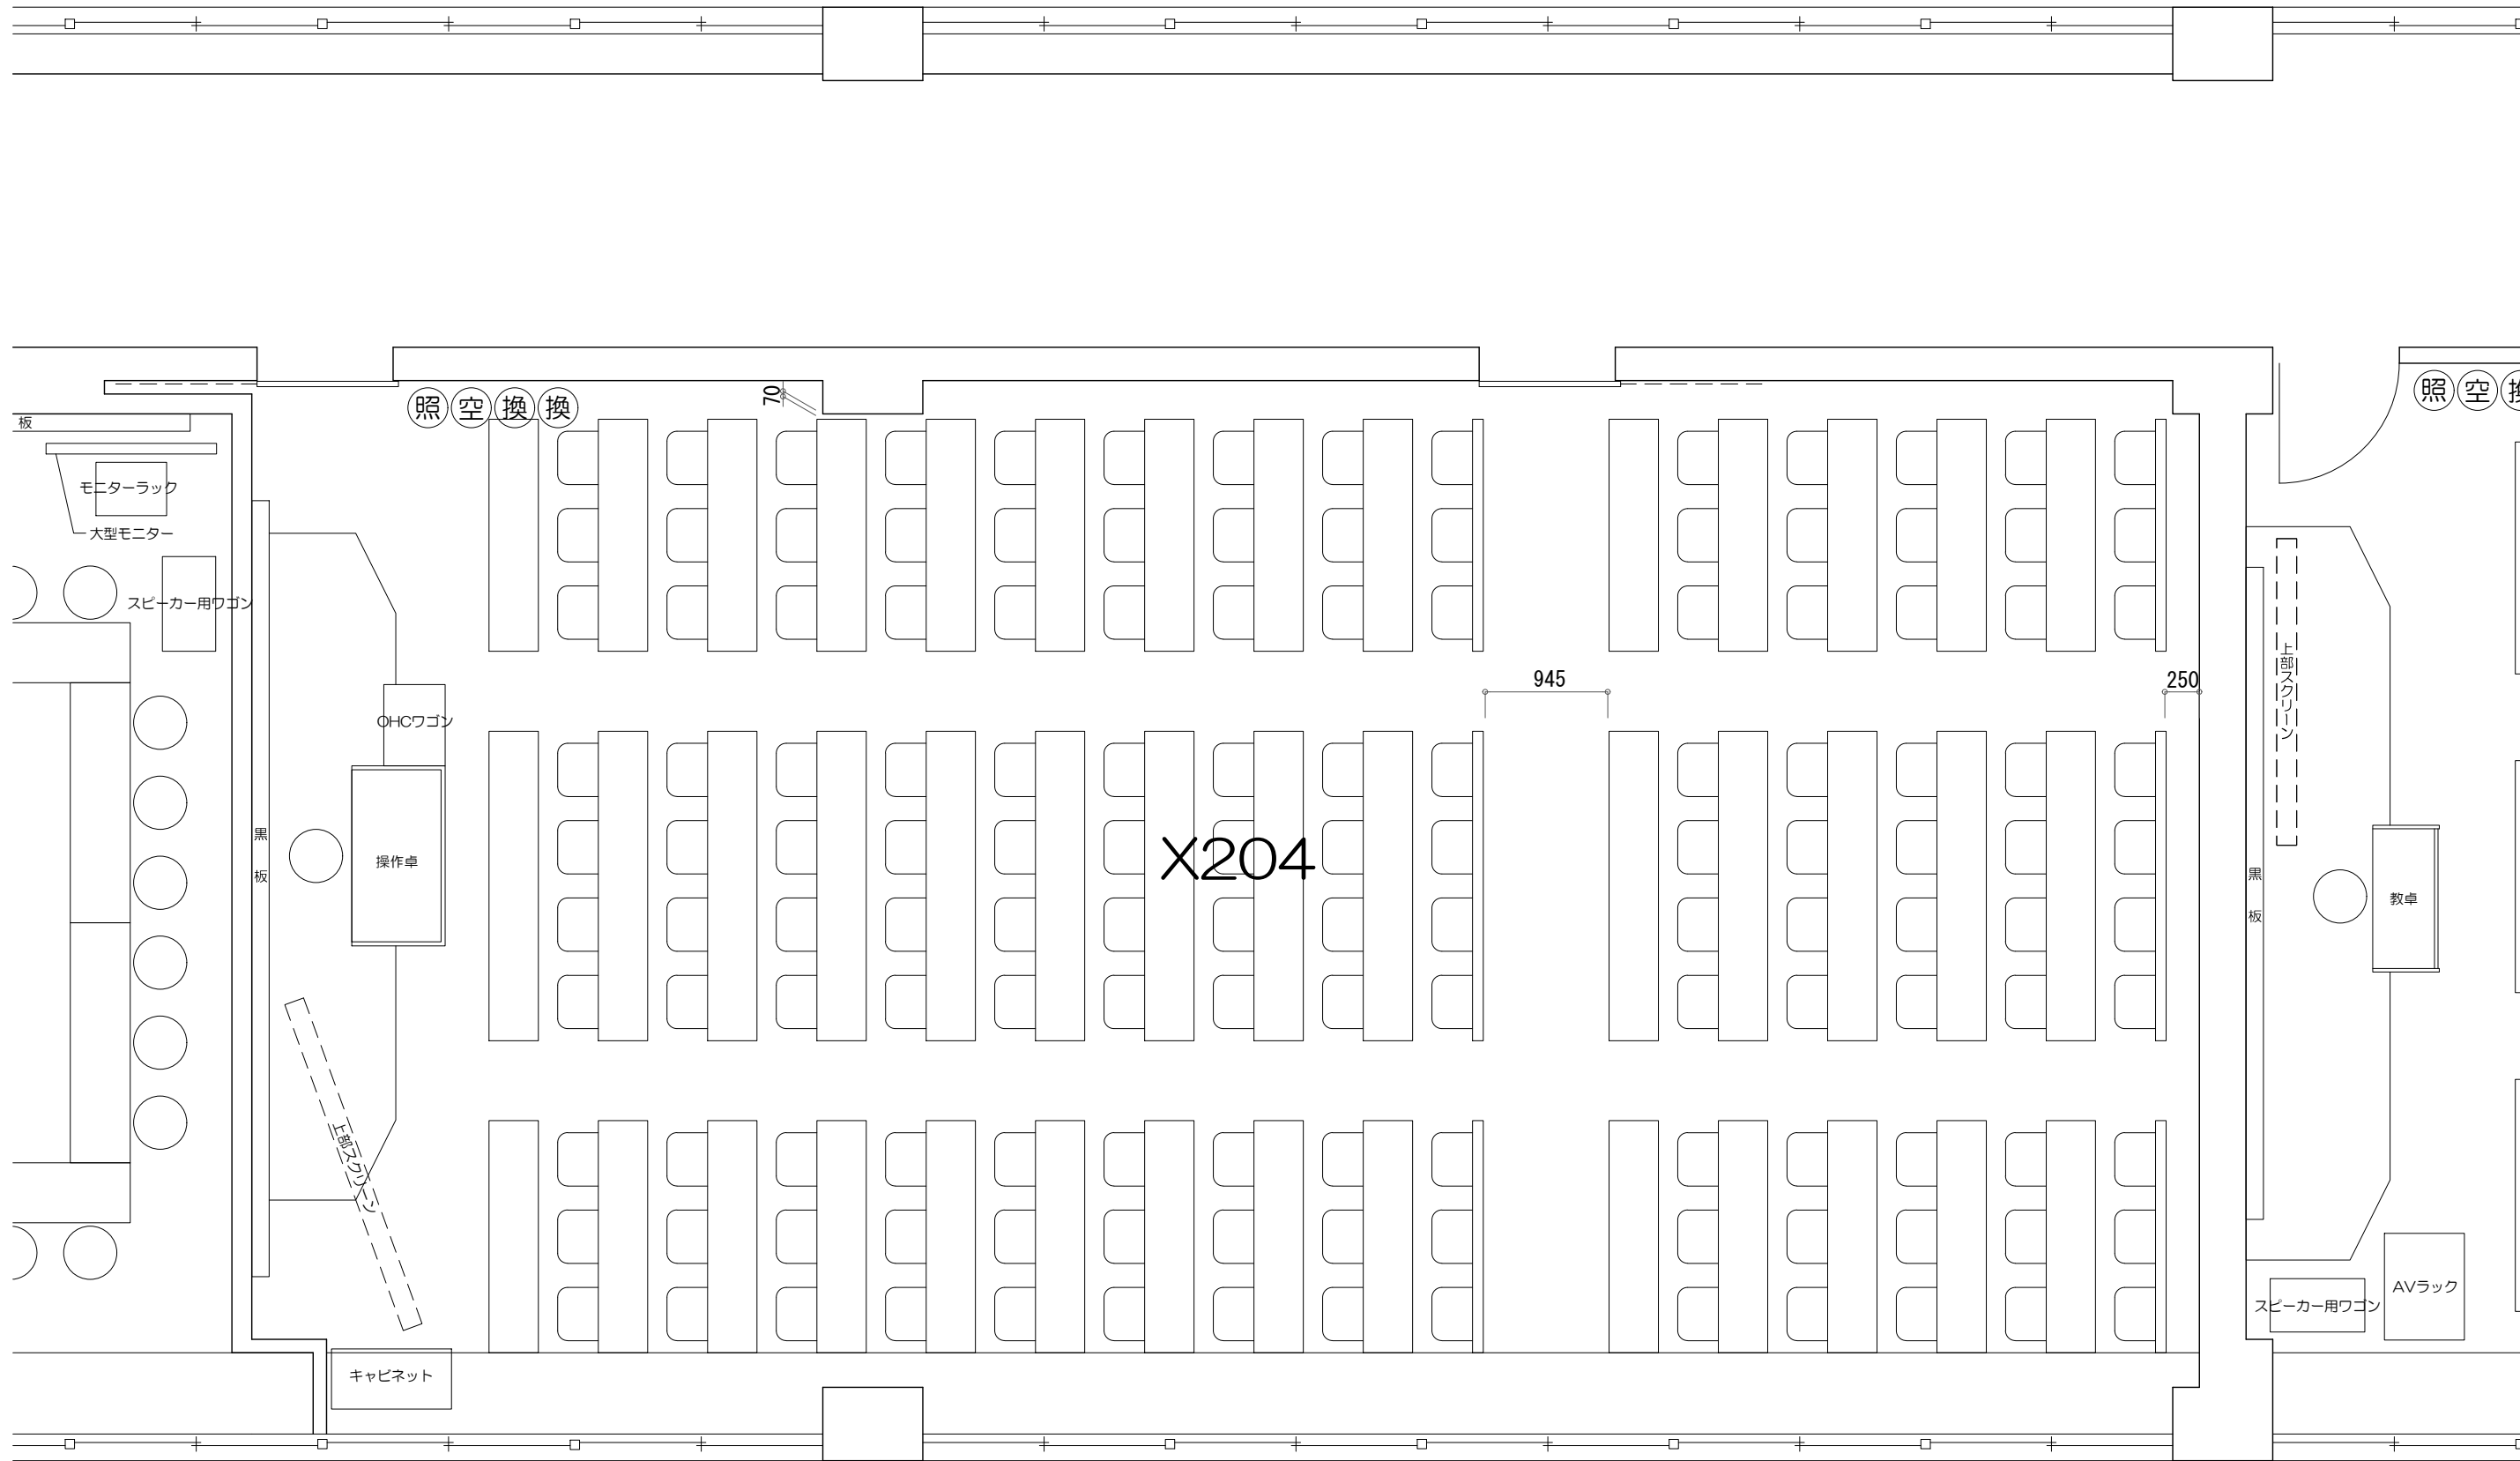 照 空 換 換
70
照 空 換
板
モニターラック
大型モニター
スピーカー用ワゴン
945
250
上部スクリーン
OHCワゴン
黒板
操作卓
X204
黒板
教卓
上部スクリーン
スピーカー用ワゴン
AVラック
キャビネット